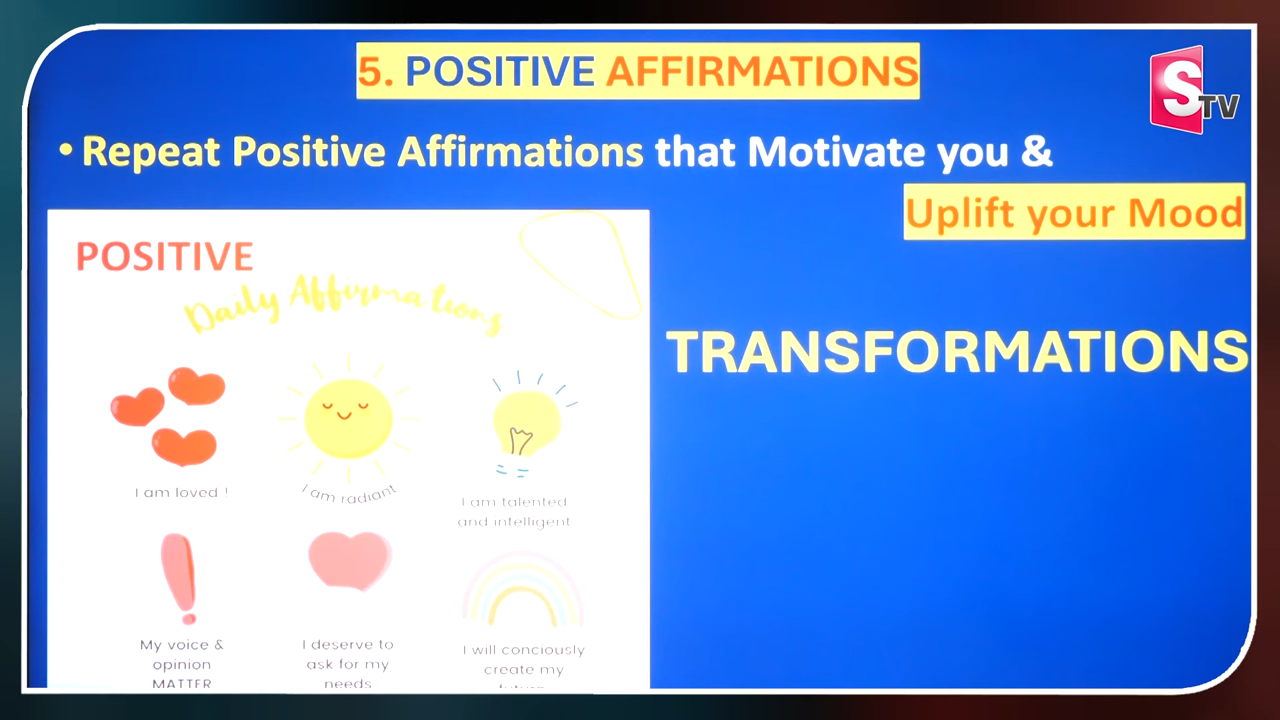 5. POSITIVE AFFIRMATIONS
STV
• Repeat Positive Affirmations that Motivate you &
Uplift your Mood
POSITIVE
Daily Affirmations
TRANSFORMATIONS
I am loved !
I am radiant
I am talented
and intelligent
My voice &
opinion
MATTER
I deserve to
ask for my
needs
I will conciously
create my